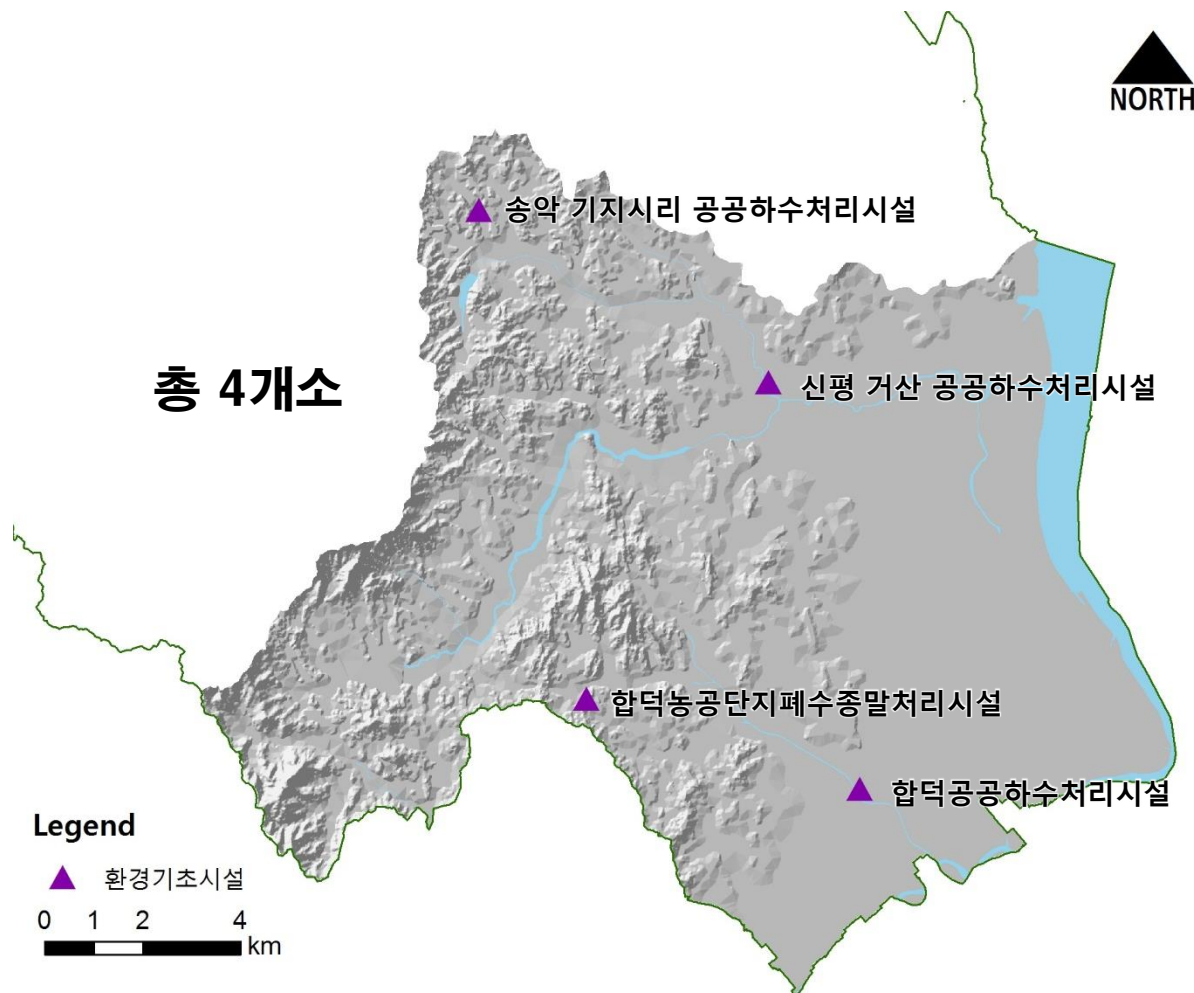 NORTH
송악 기지시리 공공하수처리시설
총 4개소
신평 거산 공공하수처리시설
합덕농공단지폐수종말처리시설
합덕공공하수처리시설
Legend
환경기초시설
0 1 2 4
km